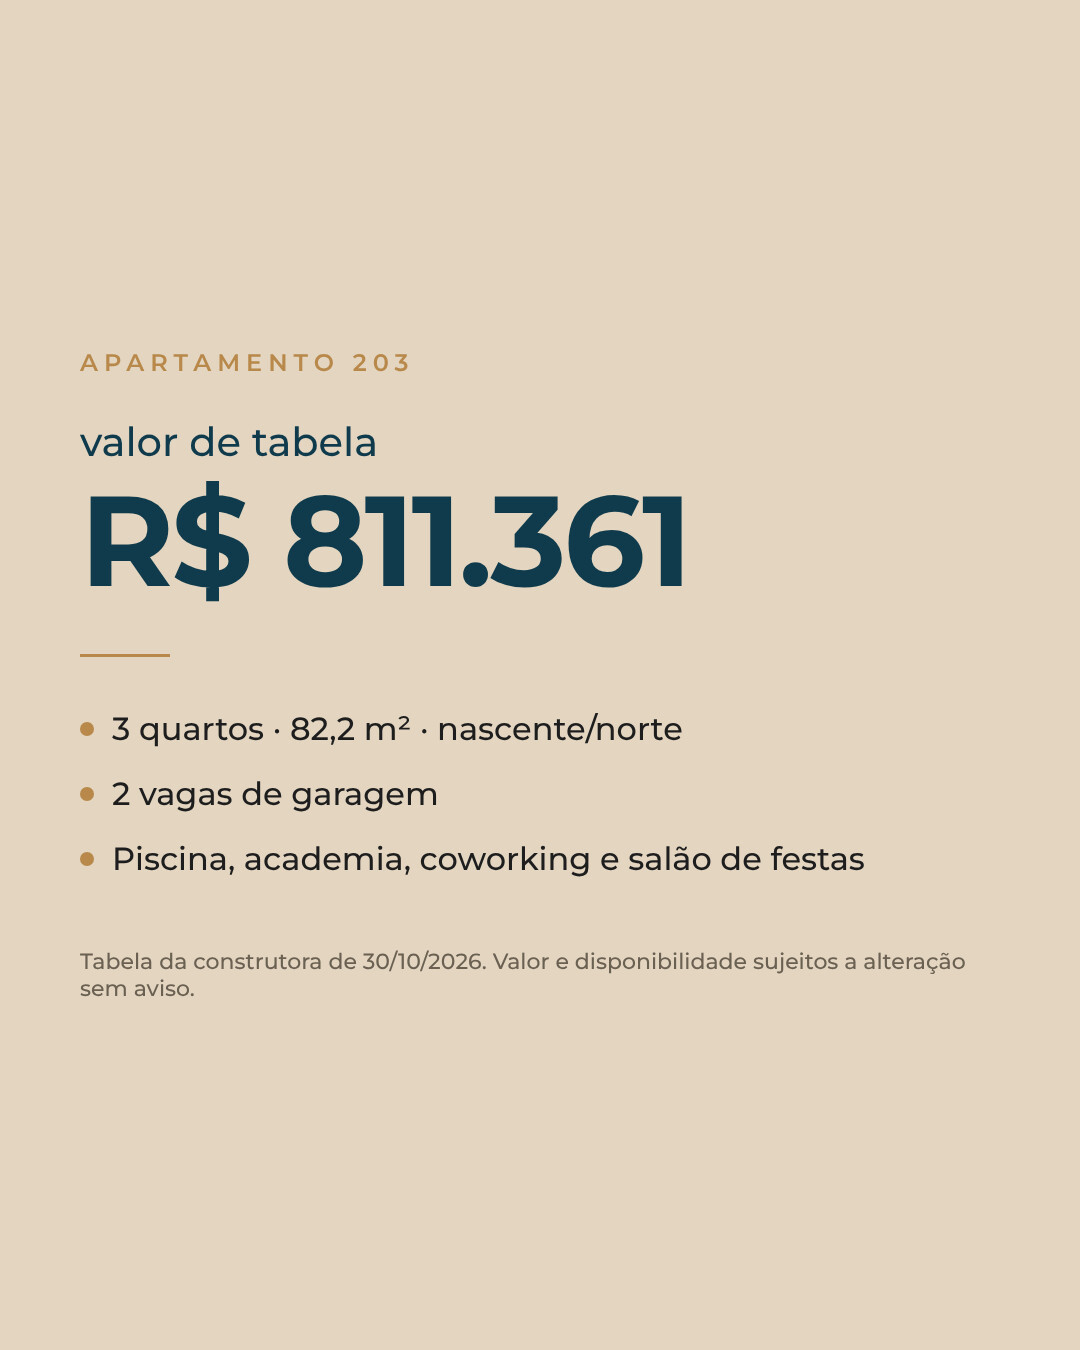 APARTAMENTO 203
valor de tabela
R$ 811.361
3 quartos · 82,2 m² · nascente/norte
2 vagas de garagem
Piscina, academia, coworking e salão de festas
Tabela da construtora de 30/10/2026. Valor e disponibilidade sujeitos a alteração
sem aviso.